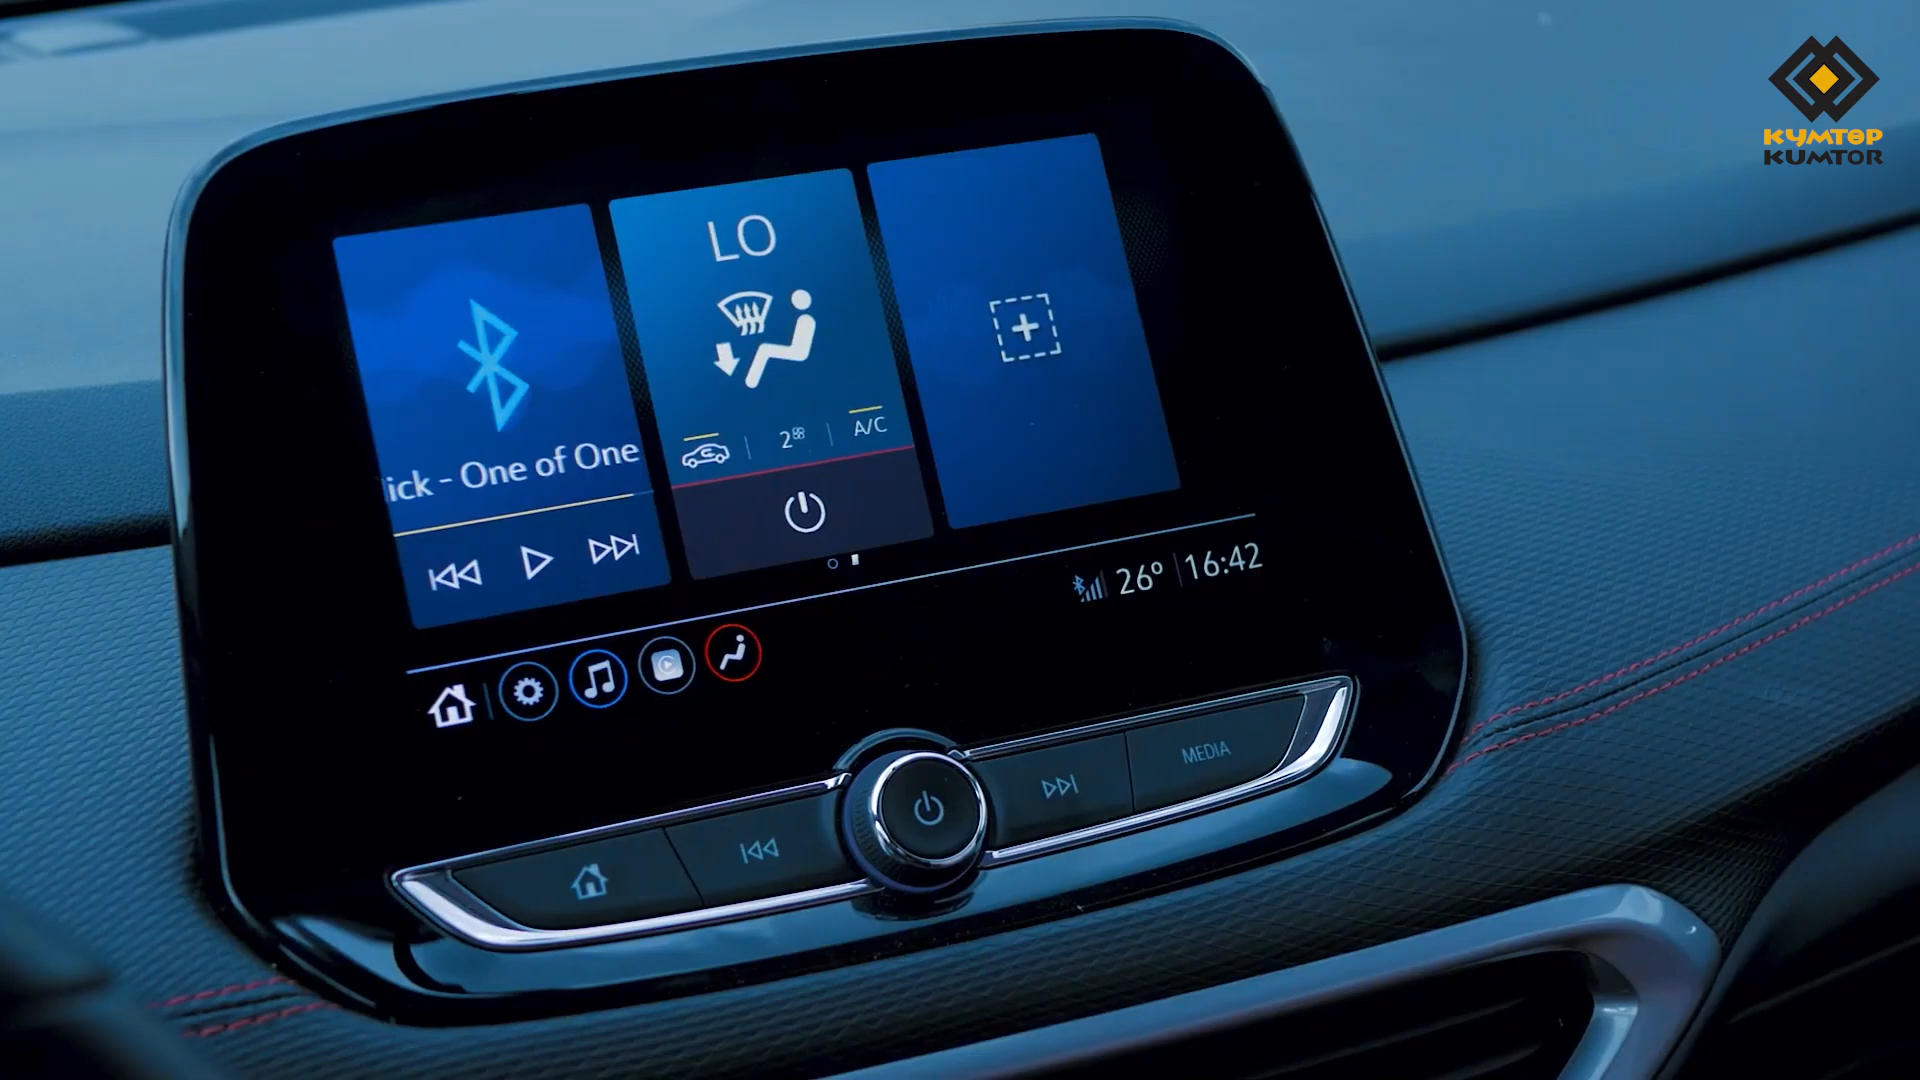 КУМТӨР
KUMTOR
LO
ick - One of One
2
A/C
26° 16:42
MEDIA